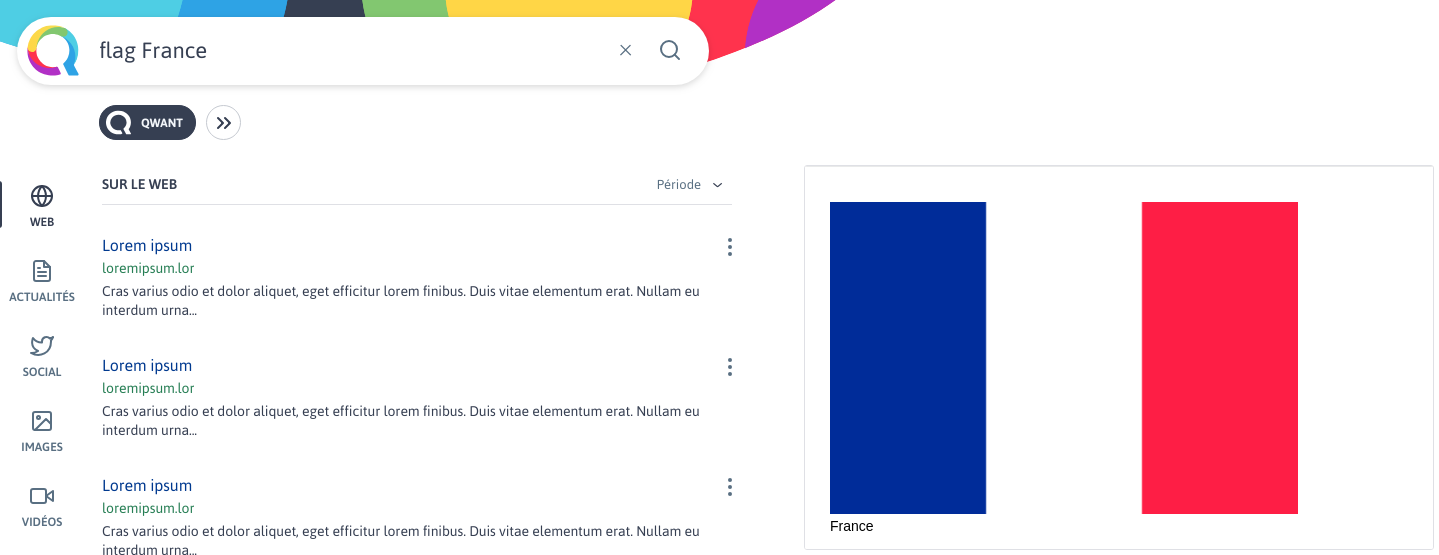 flag France
QWANT
SUR LE WEB
Période
WEB
ACTUALITÉS
SOCIAL
IMAGES
VIDÉOS
Lorem ipsum
loremipsum.lor
Cras varius odio et dolor aliquet, eget efficitur lorem finibus. Duis vitae elementum erat. Nullam eu
interdum urna...
Lorem ipsum
loremipsum.lor
Cras varius odio et dolor aliquet, eget efficitur lorem finibus. Duis vitae elementum erat. Nullam eu
interdum urna...
Lorem ipsum
loremipsum.lor
Cras varius odio et dolor aliquet, eget efficitur lorem finibus. Duis vitae elementum erat. Nullam eu
interdum urna...
France